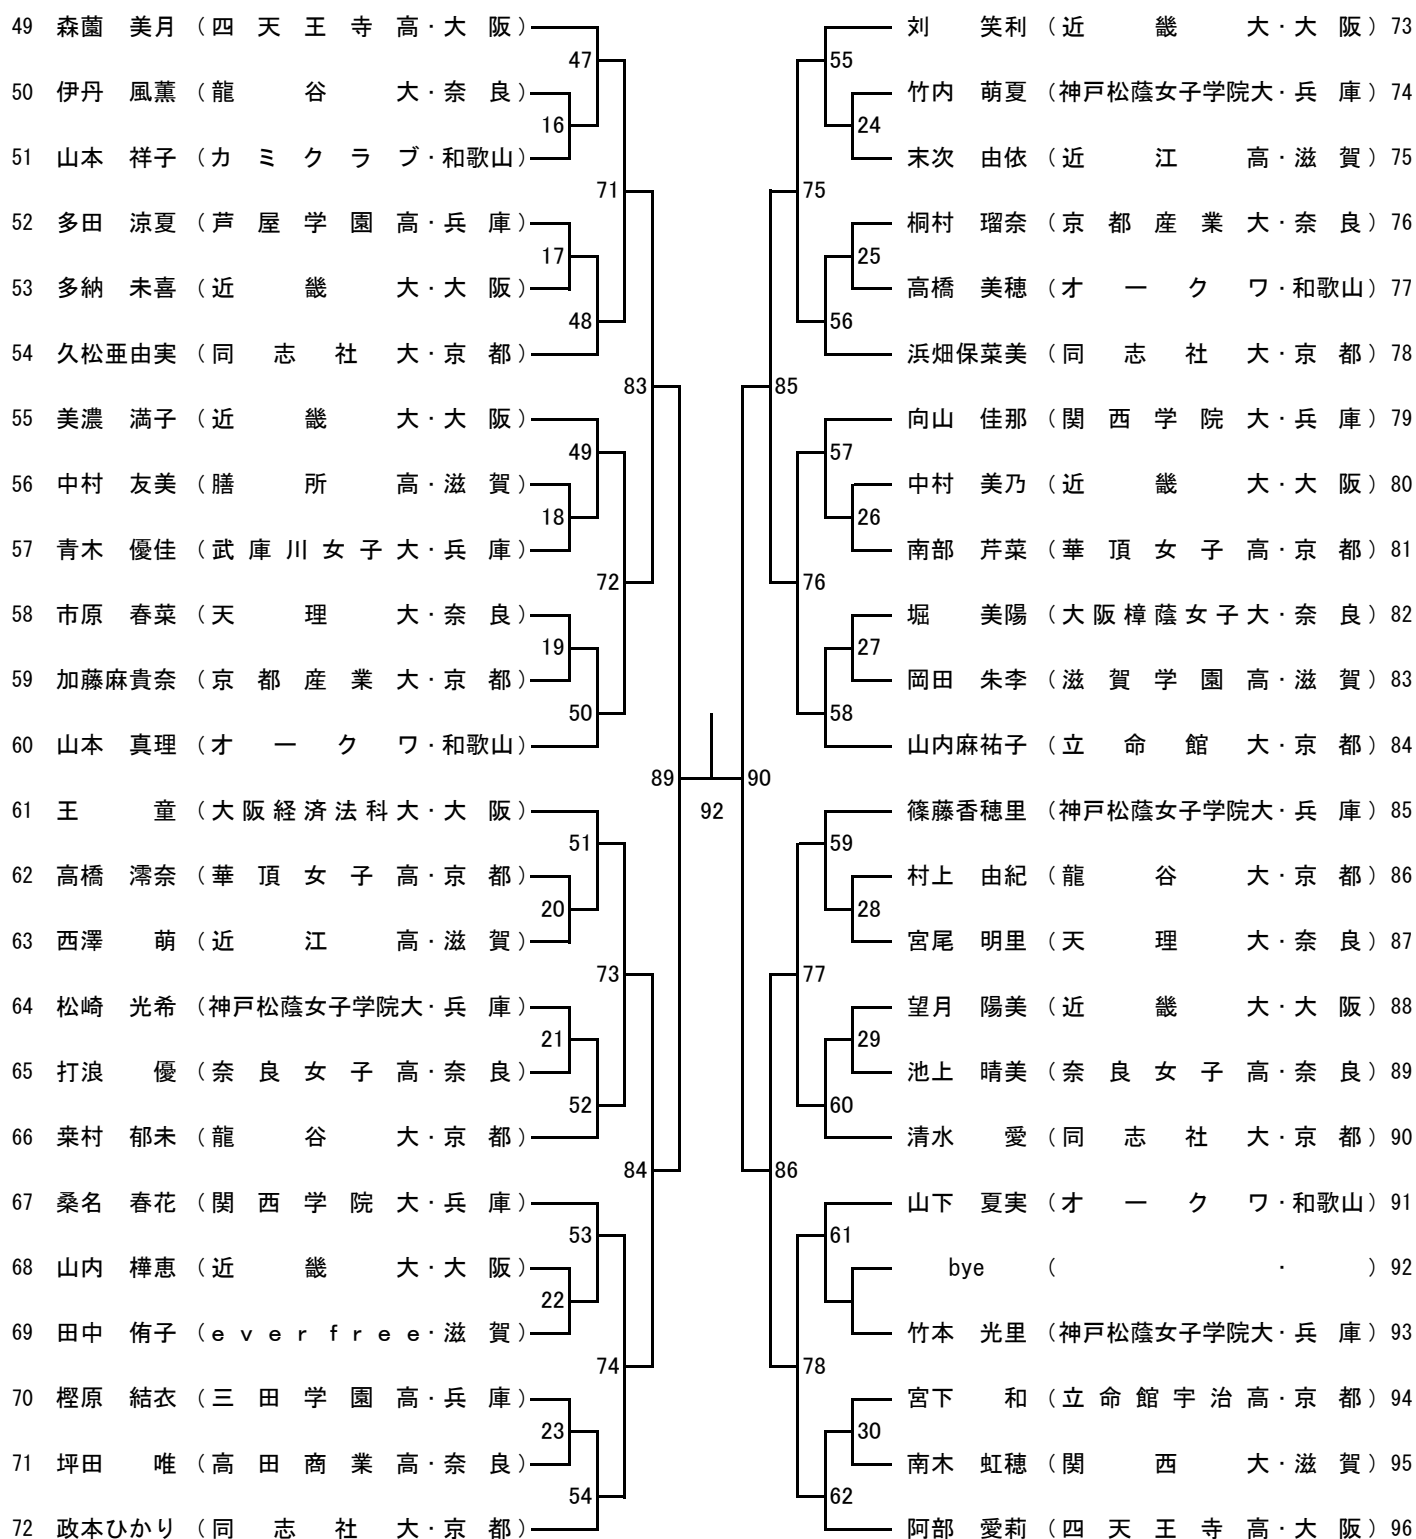 49 森薗 美月 (四天王寺高・大阪)
47
50 伊丹 風薫 (龍谷大・奈良)
16
51 山本 祥子 (カミクラブ・和歌山)
71
52 多田 涼夏 (芦屋学園高・兵庫)
17
53 多納 未喜 (近畿大・大阪)
48
54 久松亜由実 (同志社大・京都)
83
55 美濃 満子 (近畿大・大阪)
49
56 中村 友美 (膳所高・滋賀)
18
57 青木 優佳 (武庫川女子大・兵庫)
72
58 市原 春菜 (天理大・奈良)
19
59 加藤麻貴奈 (京都産業大・京都)
50
60 山本 真理 (オークワ・和歌山)
89
61 王 童 (大阪経済法科大・大阪)
51
62 高橋 澪奈 (華頂女子高・京都)
20
63 西澤 萌 (近江高・滋賀)
73
64 松崎 光希 (神戸松蔭女子学院大・兵庫)
21
65 打浪 優 (奈良女子高・奈良)
52
66 桒村 郁未 (龍谷大・京都)
84
67 桑名 春花 (関西学院大・兵庫)
53
68 山内 樺恵 (近畿大・大阪)
22
69 田中 侑子 (everfree・滋賀)
74
70 樫原 結衣 (三田学園高・兵庫)
23
71 坪田 唯 (高田商業高・奈良)
54
72 政本ひかり (同志社大・京都)
92
刘 笑利 (近畿大・大阪) 73
55
竹内 萌夏 (神戸松蔭女子学院大・兵庫) 74
24
末次 由依 (近江高・滋賀) 75
75
桐村 瑠奈 (京都産業大・奈良) 76
25
高橋 美穂 (オークワ・和歌山) 77
56
浜畑保菜美 (同志社大・京都) 78
85
向山 佳那 (関西学院大・兵庫) 79
57
中村 美乃 (近畿大・大阪) 80
26
南部 芹菜 (華頂女子高・京都) 81
76
堀 美陽 (大阪樟蔭女子大・奈良) 82
27
岡田 朱李 (滋賀学園高・滋賀) 83
58
山内麻祐子 (立命館大・京都) 84
90
篠藤香穂里 (神戸松蔭女子学院大・兵庫) 85
59
村上 由紀 (龍谷大・京都) 86
28
宮尾 明里 (天理大・奈良) 87
77
望月 陽美 (近畿大・大阪) 88
29
池上 晴美 (奈良女子高・奈良) 89
60
清水 愛 (同志社大・京都) 90
86
山下 夏実 (オークワ・和歌山) 91
61
bye ( ・ ) 92
竹本 光里 (神戸松蔭女子学院大・兵庫) 93
78
宮下 和 (立命館宇治高・京都) 94
30
南木 虹穂 (関西大・滋賀) 95
62
阿部 愛莉 (四天王寺高・大阪) 96